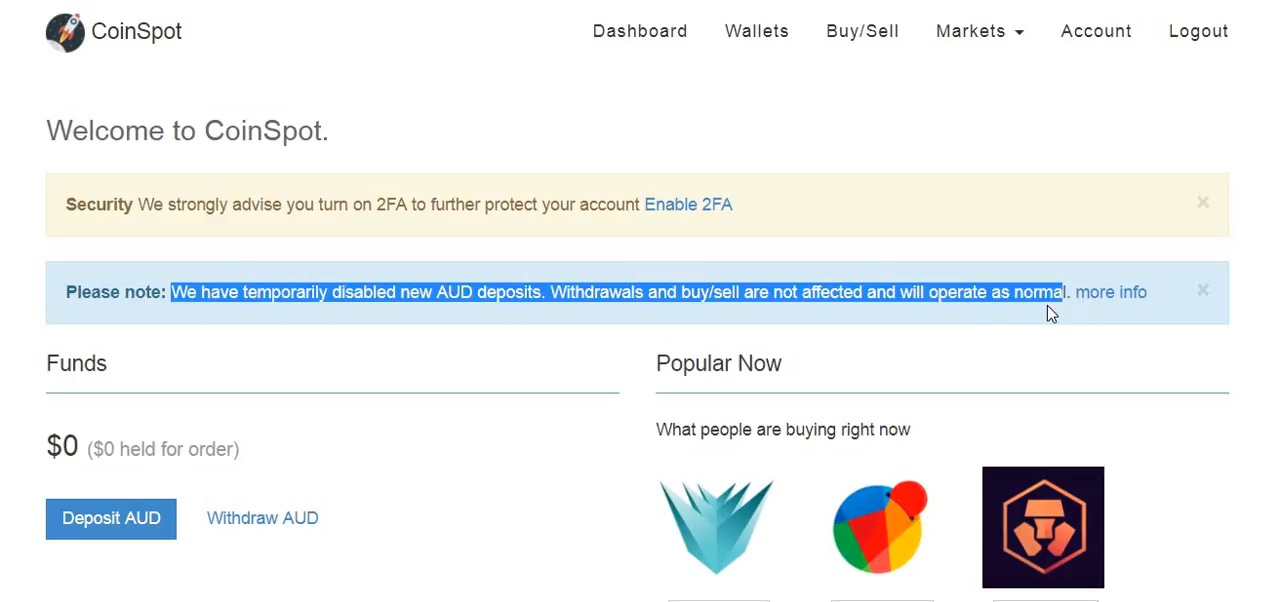 CoinSpot
Dashboard Wallets Buy/Sell Markets Account Logout
Welcome to CoinSpot.
Security We strongly advise you turn on 2FA to further protect your account Enable 2FA ×
Please note: We have temporarily disabled new AUD deposits. Withdrawals and buy/sell are not affected and will operate as normal. more info ×
Funds
$0 ($0 held for order)
Deposit AUD Withdraw AUD
Popular Now
What people are buying right now